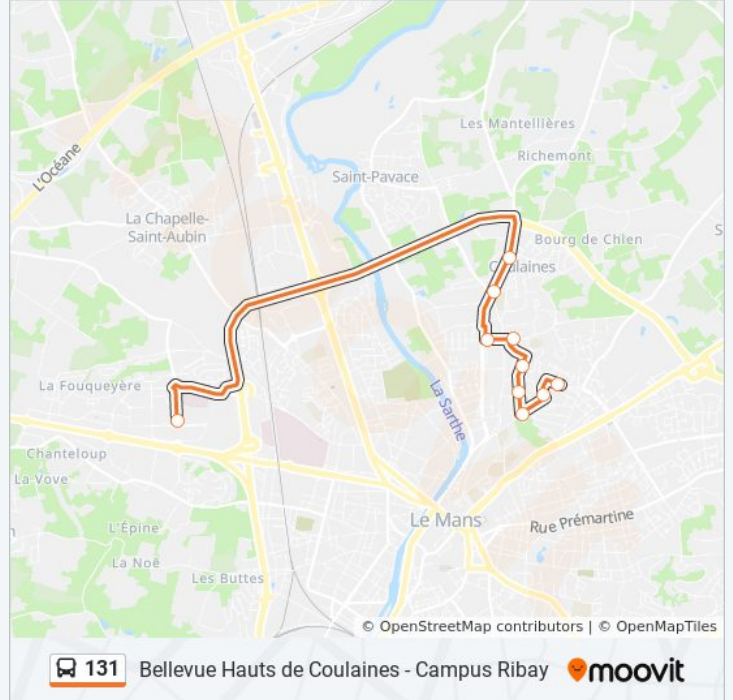 Les Mantellières
Richemont
L'Océane
Saint-Pavace
La Chapelle-
Saint-Aubin
S
Bourg de Chien
Coulaines
La Fouqueyère
La Sarthe
Chanteloup
La Vove
Le Mans
Rue Prémartine
L'Épine
La Noë
Les Buttes
© OpenStreetMap contributors | © OpenMapTiles
131 Bellevue Hauts de Coulaines - Campus Ribay moovit